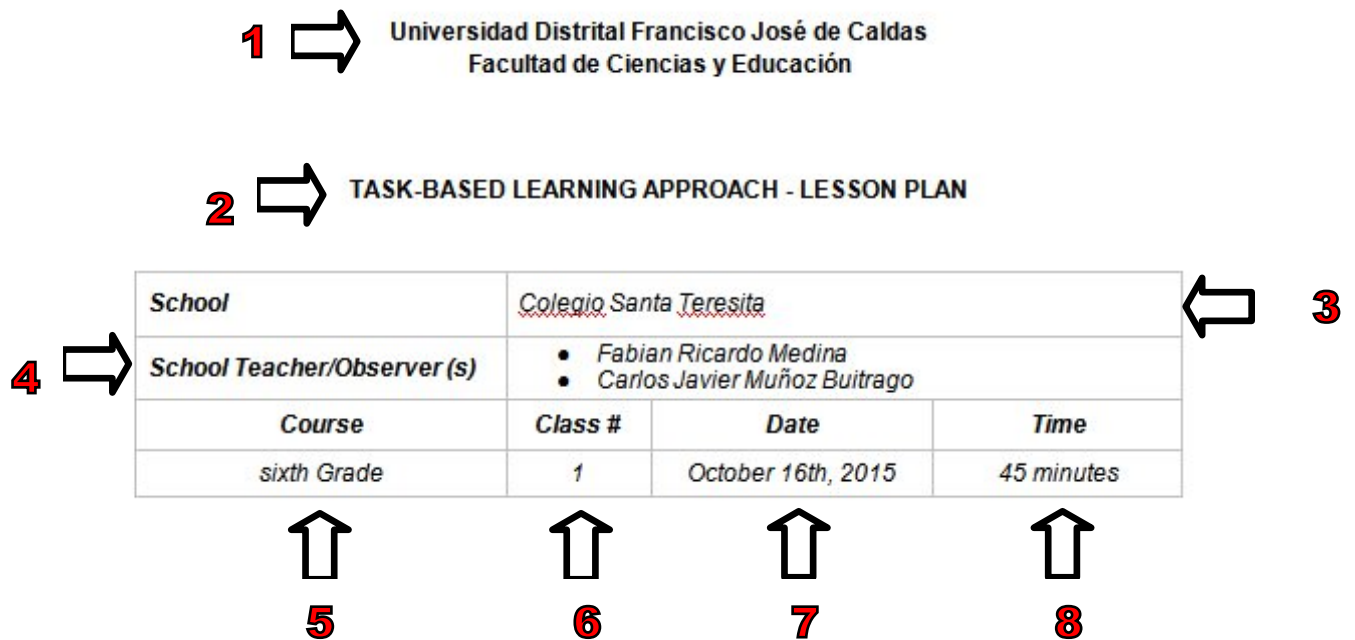 1 Universidad Distrital Francisco José de Caldas
Facultad de Ciencias y Educación
2 TASK-BASED LEARNING APPROACH - LESSON PLAN
School Colegio Santa Teresita 3
4 School Teacher/Observer (s) ● Fabian Ricardo Medina
● Carlos Javier Muñoz Buitrago
Course Class # Date Time
sixth Grade 1 October 16th, 2015 45 minutes
5 6 7 8